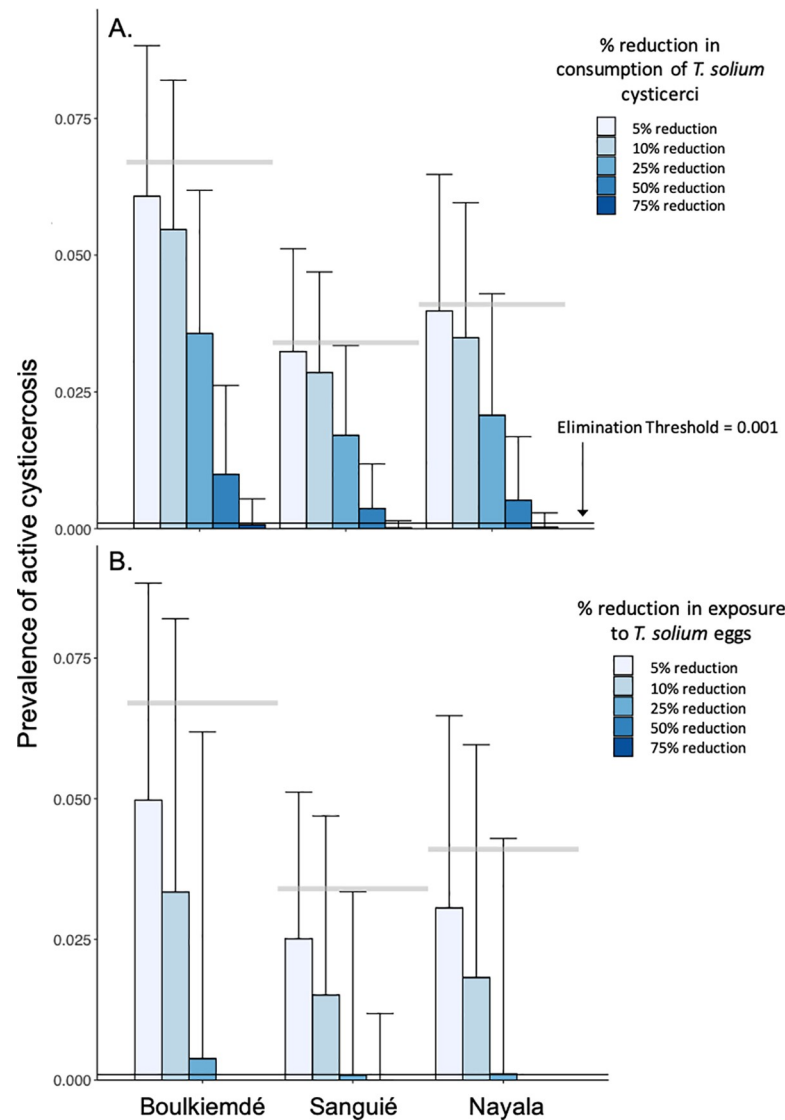 A.
% reduction in
consumption of T. solium
cysticerci
5% reduction
10% reduction
25% reduction
50% reduction
75% reduction
0.075
0.050
0.025
0.000
Elimination Threshold = 0.001
Prevalence of active cysticercosis
B.
% reduction in exposure
to T. solium eggs
5% reduction
10% reduction
25% reduction
50% reduction
75% reduction
0.075
0.050
0.025
0.000
Boulkiemdé Sanguié Nayala